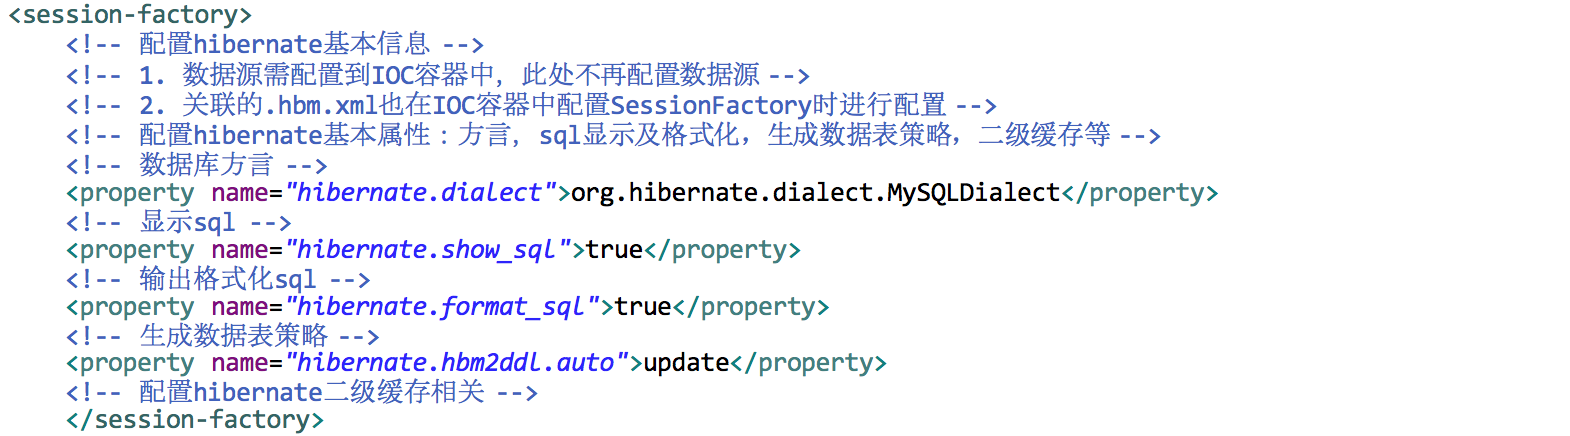 <session-factory>
<!-- 配置hibernate基本信息 -->
<!-- 1. 数据源需配置到IOC容器中，此处不再配置数据源 -->
<!-- 2. 关联的.hbm.xml也在IOC容器中配置SessionFactory时进行配置 -->
<!-- 配置hibernate基本属性：方言，sql显示及格式化，生成数据表策略，二级缓存等 -->
<!-- 数据库方言 -->
<property name="hibernate.dialect">org.hibernate.dialect.MySQLDialect</property>
<!-- 显示sql -->
<property name="hibernate.show_sql">true</property>
<!-- 输出格式化sql -->
<property name="hibernate.format_sql">true</property>
<!-- 生成数据表策略 -->
<property name="hibernate.hbm2ddl.auto">update</property>
<!-- 配置hibernate二级缓存相关 -->
</session-factory>